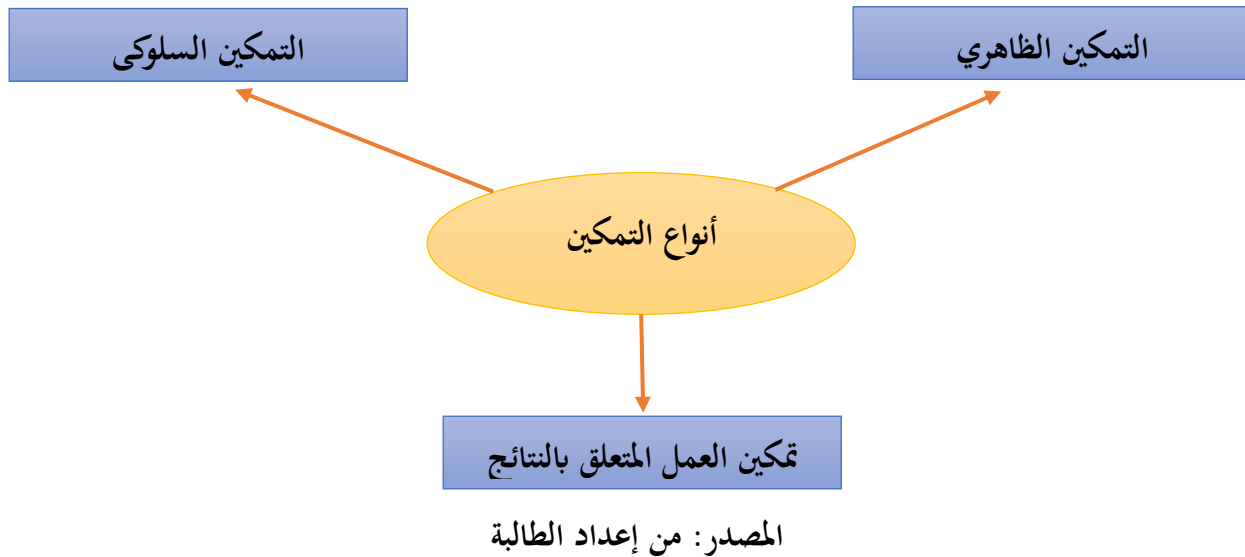 التمكين الظاهري
التمكين السلوكى
أنواع التمكين
تمكين العمل المتعلق بالنتائج
المصدر: من إعداد الطالبة